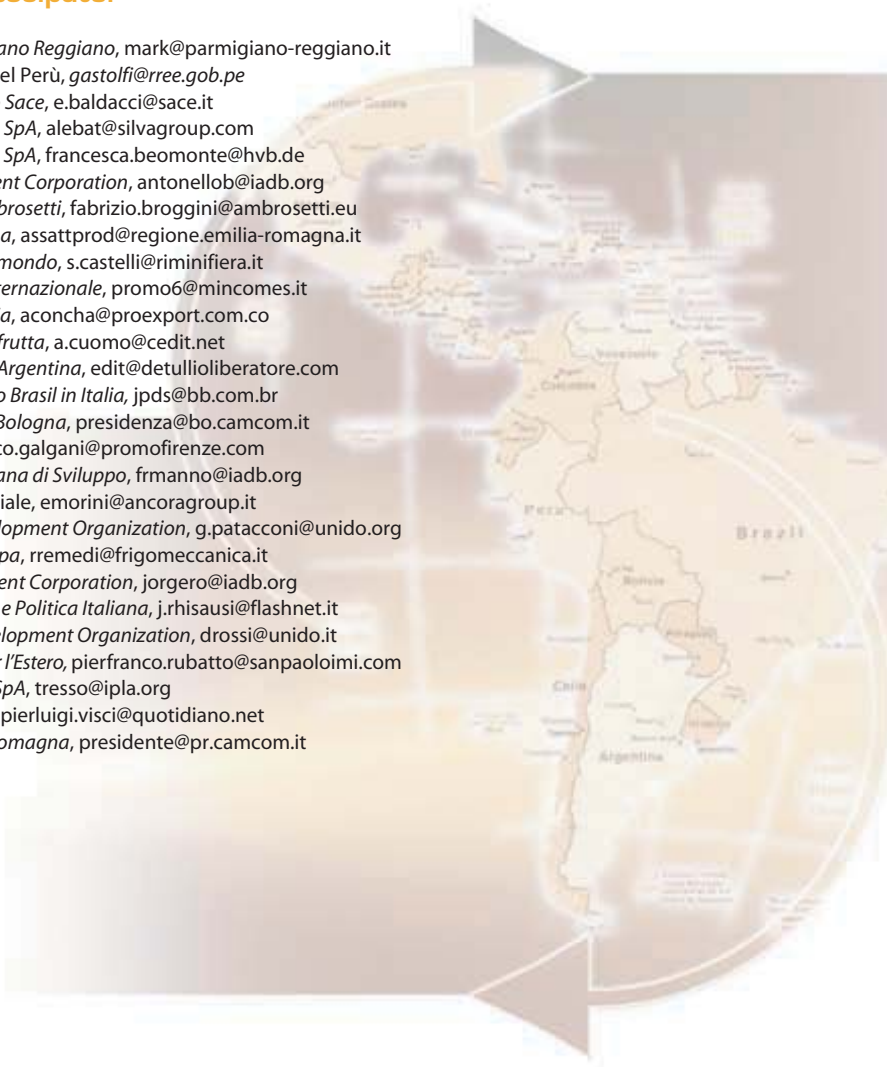 ano Reggiano, mark@parmigiano-reggiano.it
el Perù, gastolfi@rree.gob.pe
Sace, e.baldacci@sace.it
SpA, alebat@silvagroup.com
SpA, francesca.beomonte@hvb.de
ent Corporation, antonellob@iadb.org
brosetti, fabrizio.broggini@ambrosetti.eu
a, assattprod@regione.emilia-romagna.it
mondo, s.castelli@riminifiera.it
ternazionale, promo6@mincomes.it
ia, aconcha@proexport.com.co
frutta, a.cuomo@cedit.net
Argentina, edit@detullioliberatore.com
o Brasil in Italia, jpds@bb.com.br
Bologna, presidenza@bo.camcom.it
co.galgani@promofirenze.com
ana di Sviluppo, frmanno@iadb.org
iale, emorini@ancoragroup.it
lopment Organization, g.patacconi@unido.org
pa, rremedi@frigomeccanica.it
ent Corporation, jorgero@iadb.org
e Politica Italiana, j.rhisausi@flashnet.it
elopment Organization, drossi@unido.it
r l'Estero, pierfranco.rubatto@sanpaoloimi.com
SpA, tresso@ipla.org
pierluigi.visci@quotidiano.net
omagna, presidente@pr.camcom.it
Venezuela
Colombia
Peru
Brazil
Bolivia
Paraguay
Chile
Argentina